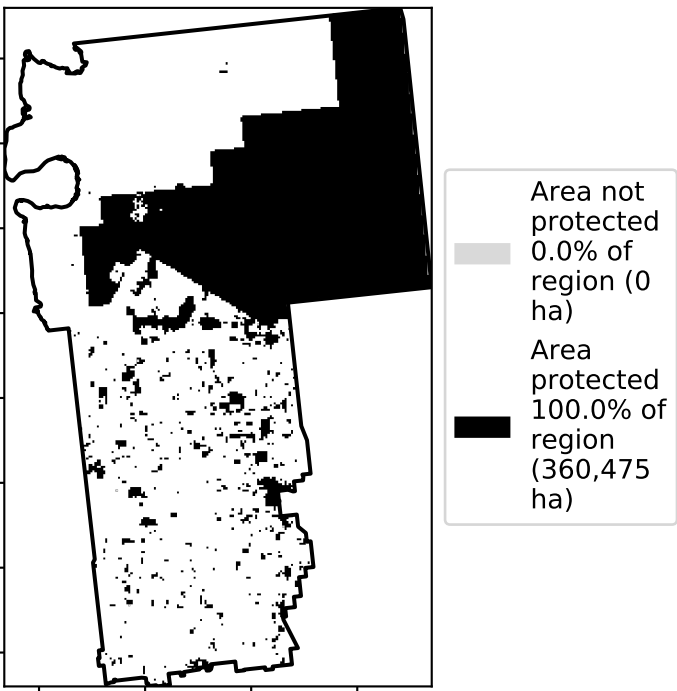 Area not
protected
0.0% of
region (0
ha)
Area
protected
100.0% of
region
(360,475
ha)